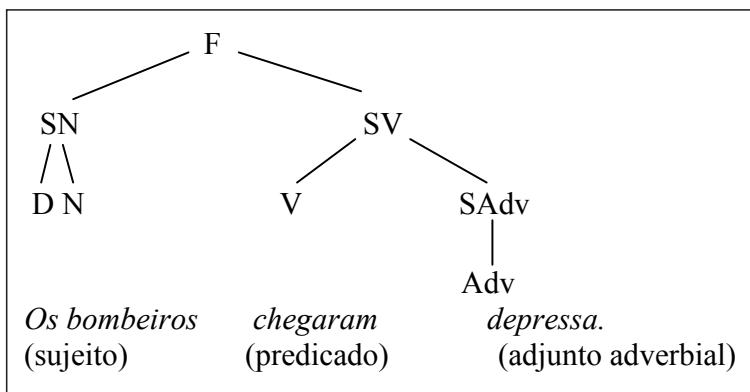 F
SN SV
D N V SAdv
Adv
Os bombeiros chegaram depressa.
(sujeito) (predicado) (adjunto adverbial)